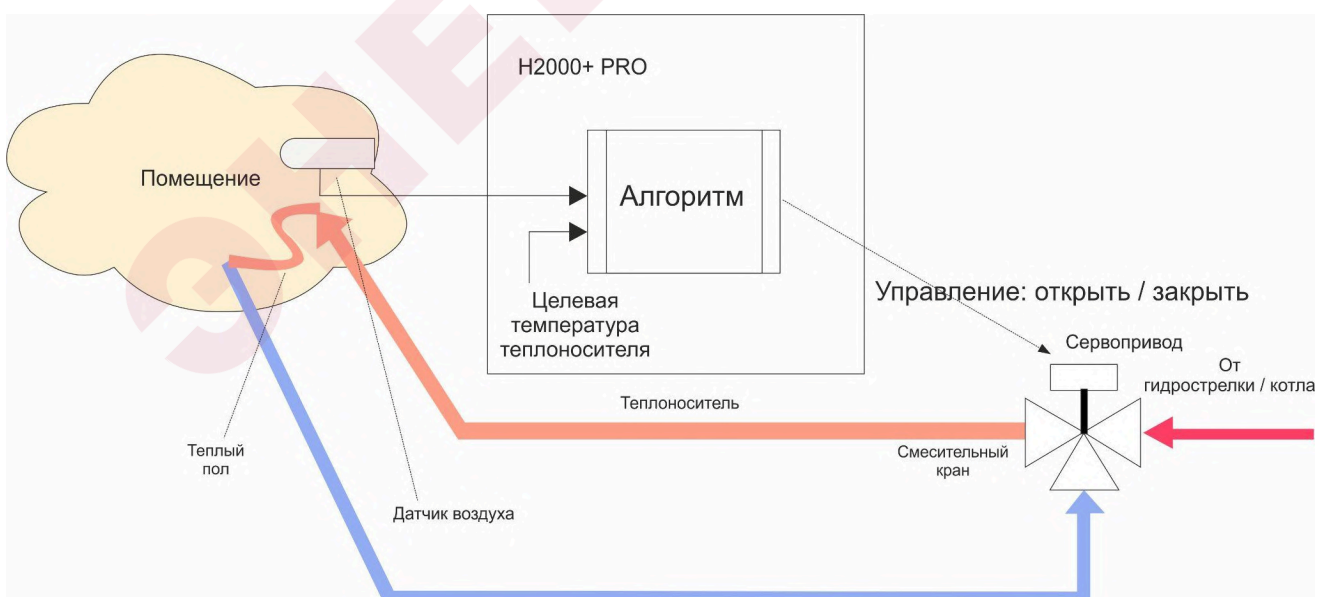 H2000+ PRO
Помещение
Алгоритм
Целевая
температура
теплоносителя
Управление: открыть / закрыть
Сервопривод
От
гидрострелки / котла
Теплоноситель
Смесительный
кран
Теплый
пол
Датчик воздуха